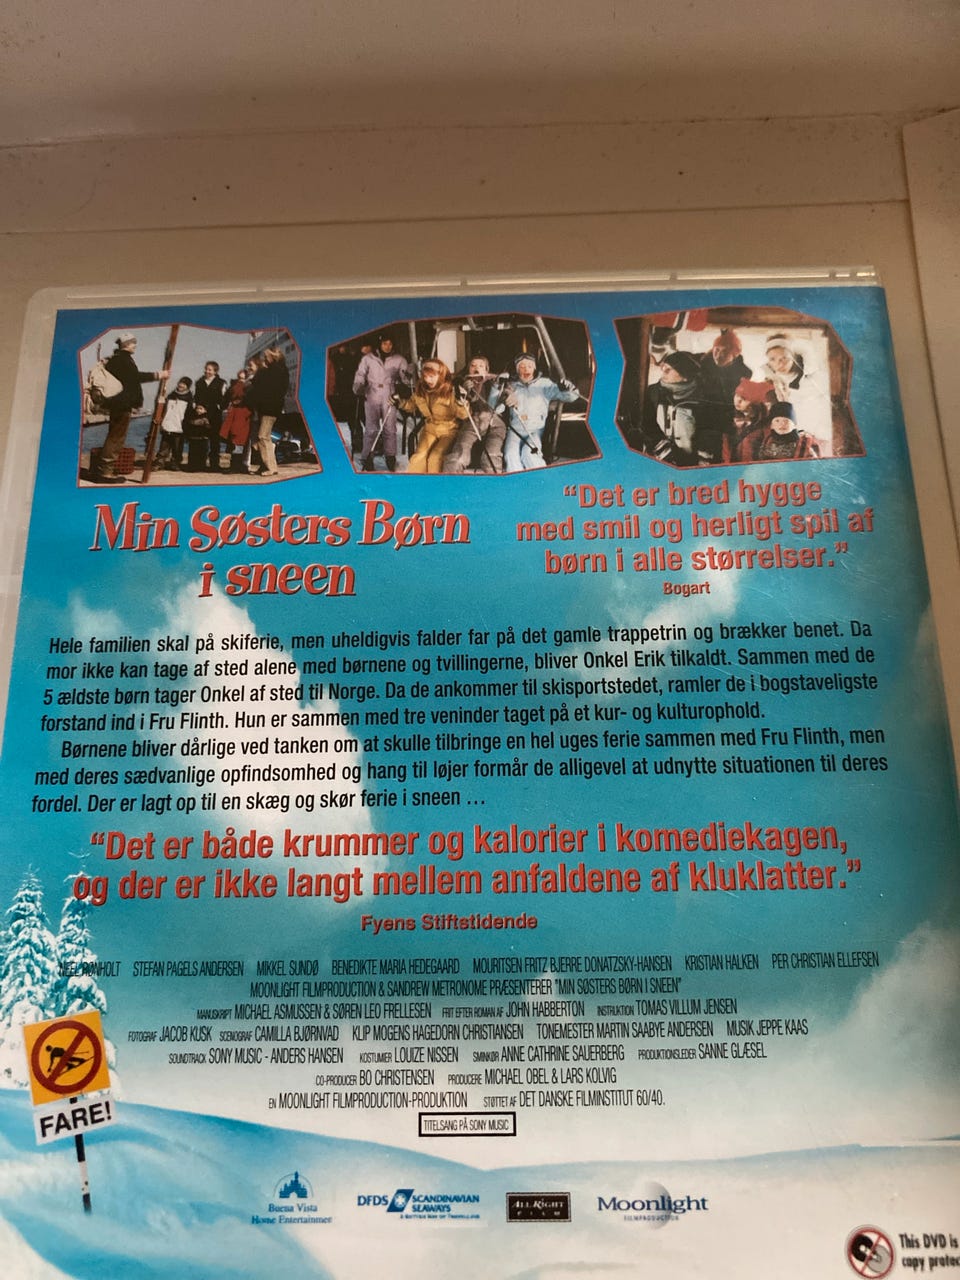 Min Søsters Børn
i sneen
"Det er bred hygge
med smil og herligt spil af
børn i alle størrelser."
Bogart
Hele familien skal på skiferie, men uheldigvis falder far på det gamle trappetrin og brækker benet. Da
mor ikke kan tage af sted alene med børnene og tvillingerne, bliver Onkel Erik tilkaldt. Sammen med de
5 ældste børn tager Onkel af sted til Norge. Da de ankommer til skisportstedet, ramler de i bogstaveligste
forstand ind i Fru Flinth. Hun er sammen med tre veninder taget på et kur- og kulturophold.
Børnene bliver dårlige ved tanken om at skulle tilbringe en hel uges ferie sammen med Fru Flinth, men
med deres sædvanlige opfindsomhed og hang til løjer formår de alligevel at udnytte situationen til deres
fordel. Der er lagt op til en skæg og skør ferie i sneen ...
"Det er både krummer og kalorier i komediekagen,
og der er ikke langt mellem anfaldene af kluklatter."
Fyens Stiftstidende
NEEL RØNHOLT STEFAN PAGELS ANDERSEN MIKKEL SUNDØ BENEDIKTE MARIA HEDEGAARD MOURITSEN FRITZ BJERRE DONATZSKY-HANSEN KRISTIAN HALKEN PER CHRISTIAN ELLEFSEN
MOONLIGHT FILMPRODUCTION & SANDREW METRONOME PRÆSENTERER "MIN SØSTERS BØRN I SNEEN"
MANUSKRIPT MICHAEL ASMUSSEN & SØREN LEO FRELLESEN FRIT EFTER ROMAN AF JOHN HABBERTON INSTRUKTION TOMAS VILLUM JENSEN
FOTOGRAF JACOB KUSK SCENOGRAF CAMILLA BJØRNVAD KLIP MOGENS HAGEDORN CHRISTIANSEN TONEMESTER MARTIN SAABYE ANDERSEN MUSIK JEPPE KAAS
SOUNDTRACK SONY MUSIC - ANDERS HANSEN KOSTUMIER LOUIZE NISSEN SMINKØR ANNE CATHRINE SAUERBERG PRODUKTIONSLEDER SANNE GLÆSEL
CO-PRODUCER BO CHRISTENSEN PRODUCERE MICHAEL OBEL & LARS KOLVIG
EN MOONLIGHT FILMPRODUCTION-PRODUKTION STØTTET AF DET DANSKE FILMINSTITUT 60/40.
TITELSANG PÅ SONY MUSIC
FARE!
Buena Vista
Home Entertainment
DFDS SCANDINAVIAN
SEAWAYS
A BETTER WAY OF TRAVELLING
ALL RIGHT
FILM
Moonlight
FILMPRODUCTION
This DVD is
copy protec